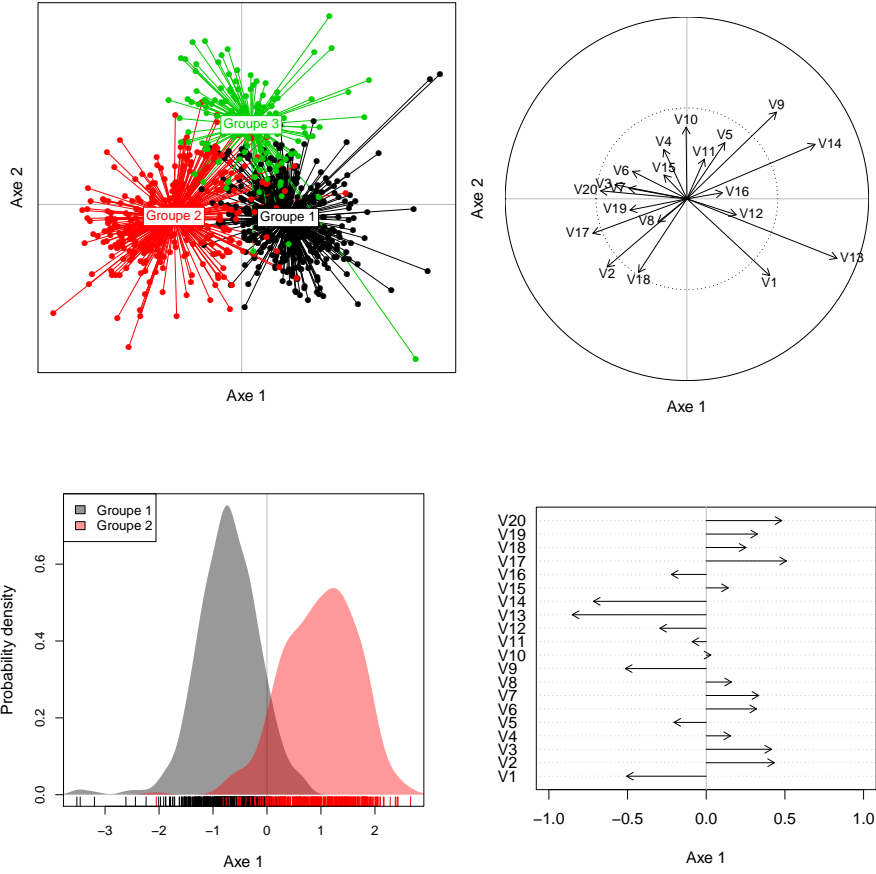 Groupe 3
Groupe 2
Groupe 1
Axe 2
Axe 1
V9
V10
V14
V4
V5
V11
V6
V15
V3
V20
V16
V19
V12
V8
V17
V13
V2
V18
V1
Axe 2
Axe 1
Groupe 1
Groupe 2
0.6
0.4
0.2
0.0
Probability density
−3 −2 −1 0 1 2
Axe 1
V20
V19
V18
V17
V16
V15
V14
V13
V12
V11
V10
V9
V8
V7
V6
V5
V4
V3
V2
V1
−1.0 −0.5 0.0 0.5 1.0
Axe 1